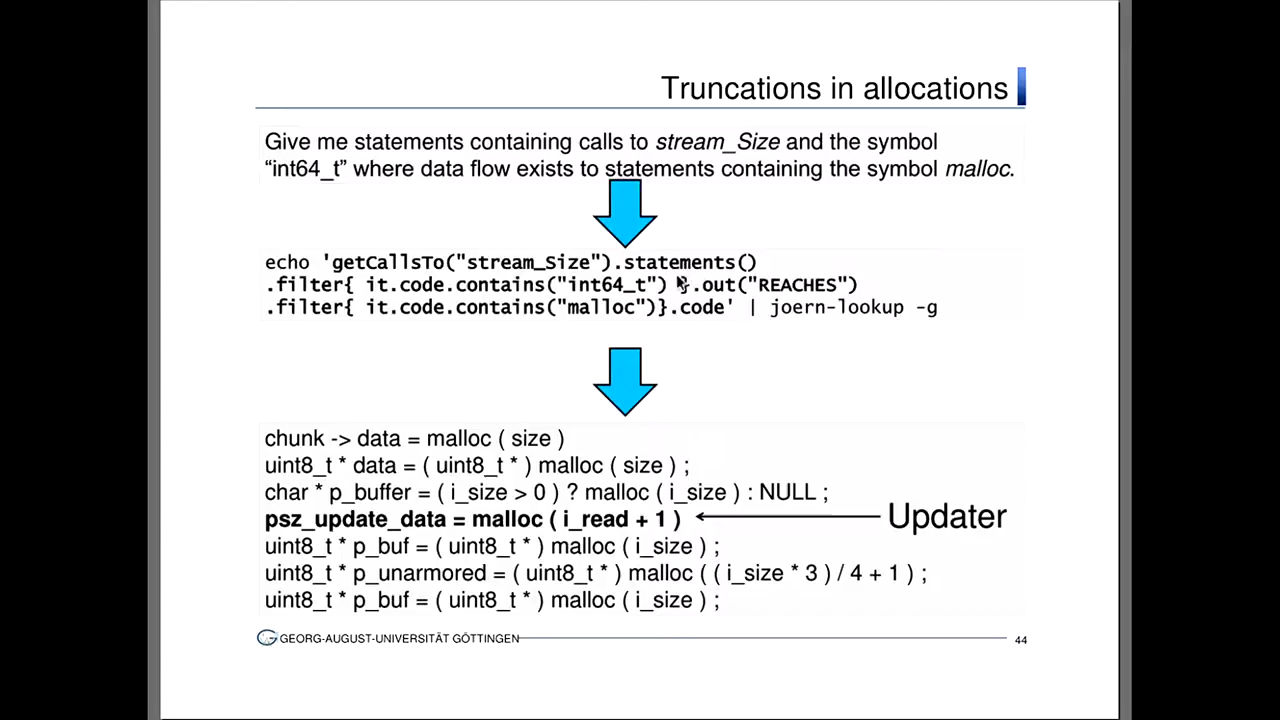 Truncations in allocations
Give me statements containing calls to stream_Size and the symbol
“int64_t” where data flow exists to statements containing the symbol malloc.
echo 'getCallsTo("stream_Size").statements()
.filter{ it.code.contains("int64_t") }.out("REACHES")
.filter{ it.code.contains("malloc")}.code' | joern-lookup -g
chunk -> data = malloc ( size )
uint8_t * data = ( uint8_t * ) malloc ( size ) ;
char * p_buffer = ( i_size > 0 ) ? malloc ( i_size ) : NULL ;
psz_update_data = malloc ( i_read + 1 )
Updater
uint8_t * p_buf = ( uint8_t * ) malloc ( i_size ) ;
uint8_t * p_unarmored = ( uint8_t * ) malloc ( ( i_size * 3 ) / 4 + 1 ) ;
uint8_t * p_buf = ( uint8_t * ) malloc ( i_size ) ;
GEORG-AUGUST-UNIVERSITÄT GÖTTINGEN
44